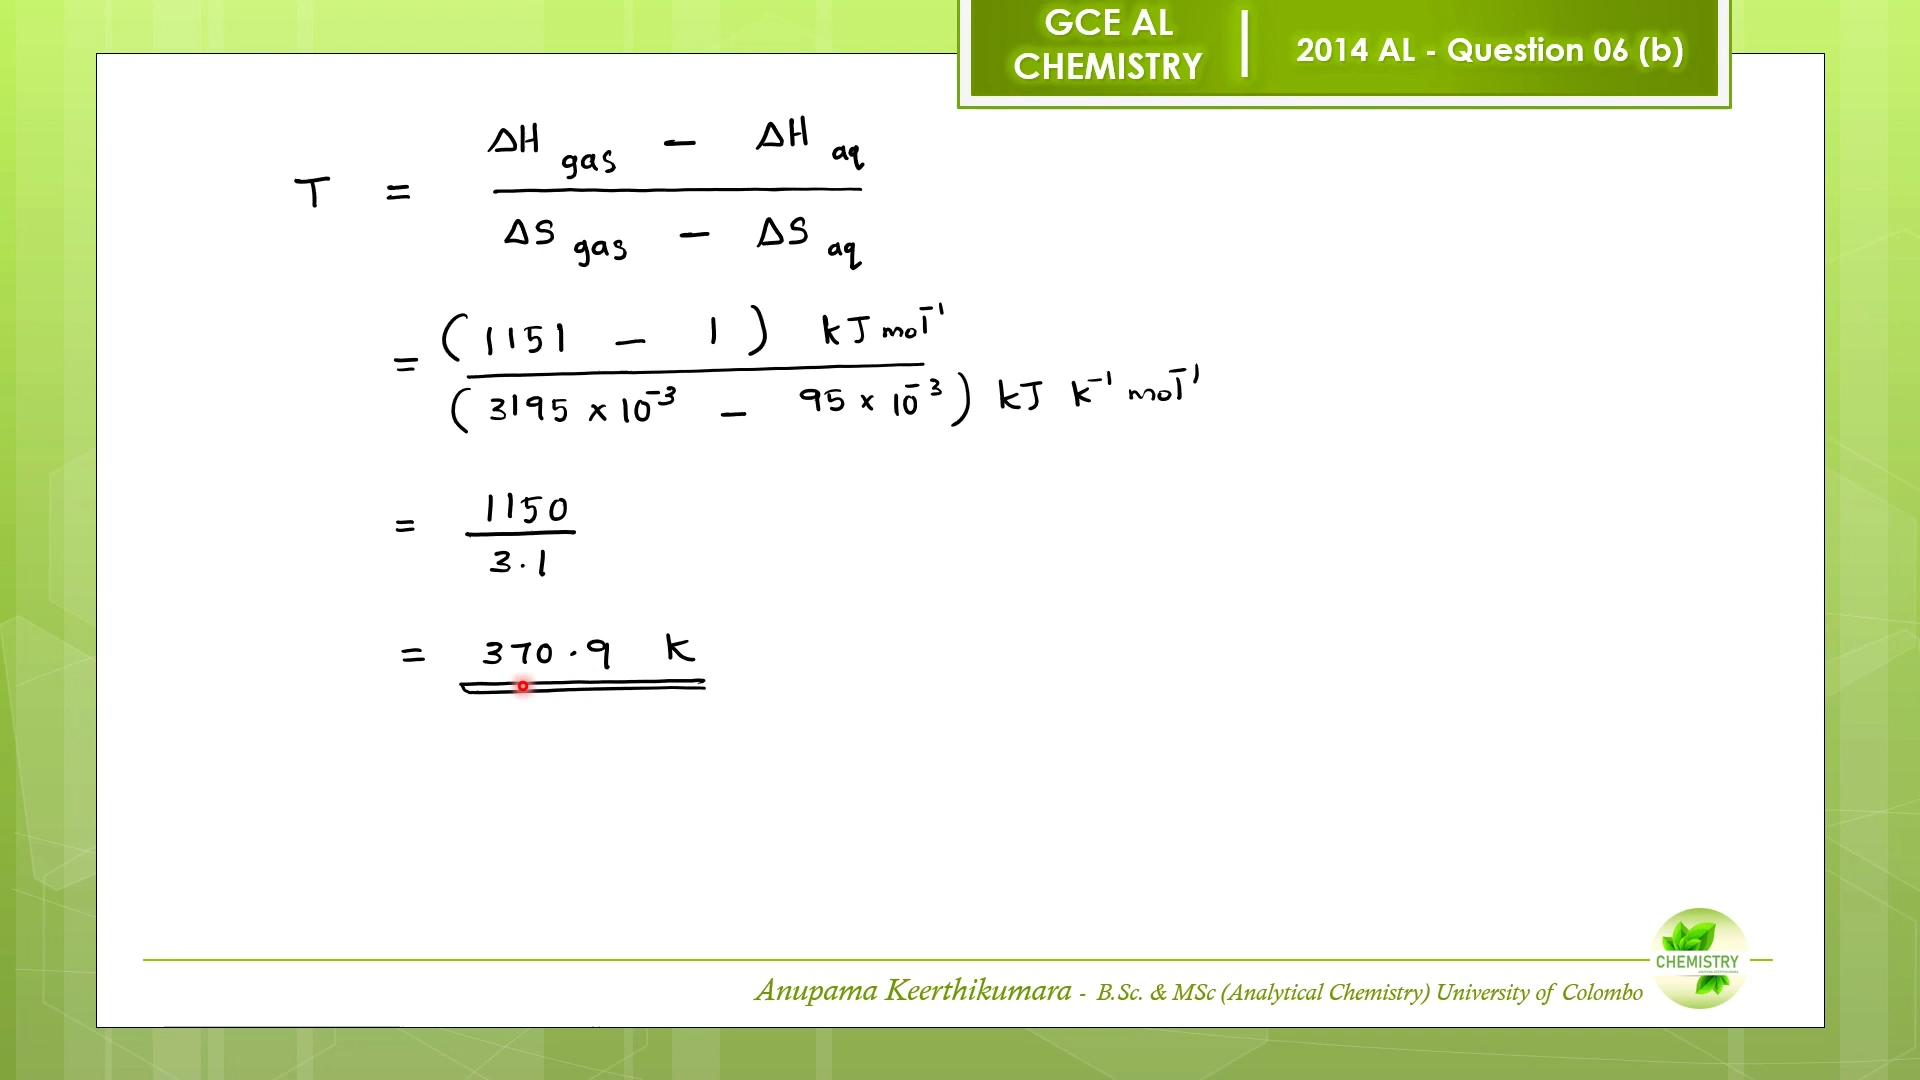 GCE AL
CHEMISTRY
2014 AL - Question 06 (b)
T = ΔH gas − ΔH aq
ΔS gas − ΔS aq
= (1151 − 1) kJ mol⁻¹
(3195 × 10⁻³ − 95 × 10⁻³) kJ K⁻¹ mol⁻¹
= 1150
3.1
= 370.9 K
CHEMISTRY
Anupama Keerthikumara - B.Sc. & MSc (Analytical Chemistry) University of Colombo